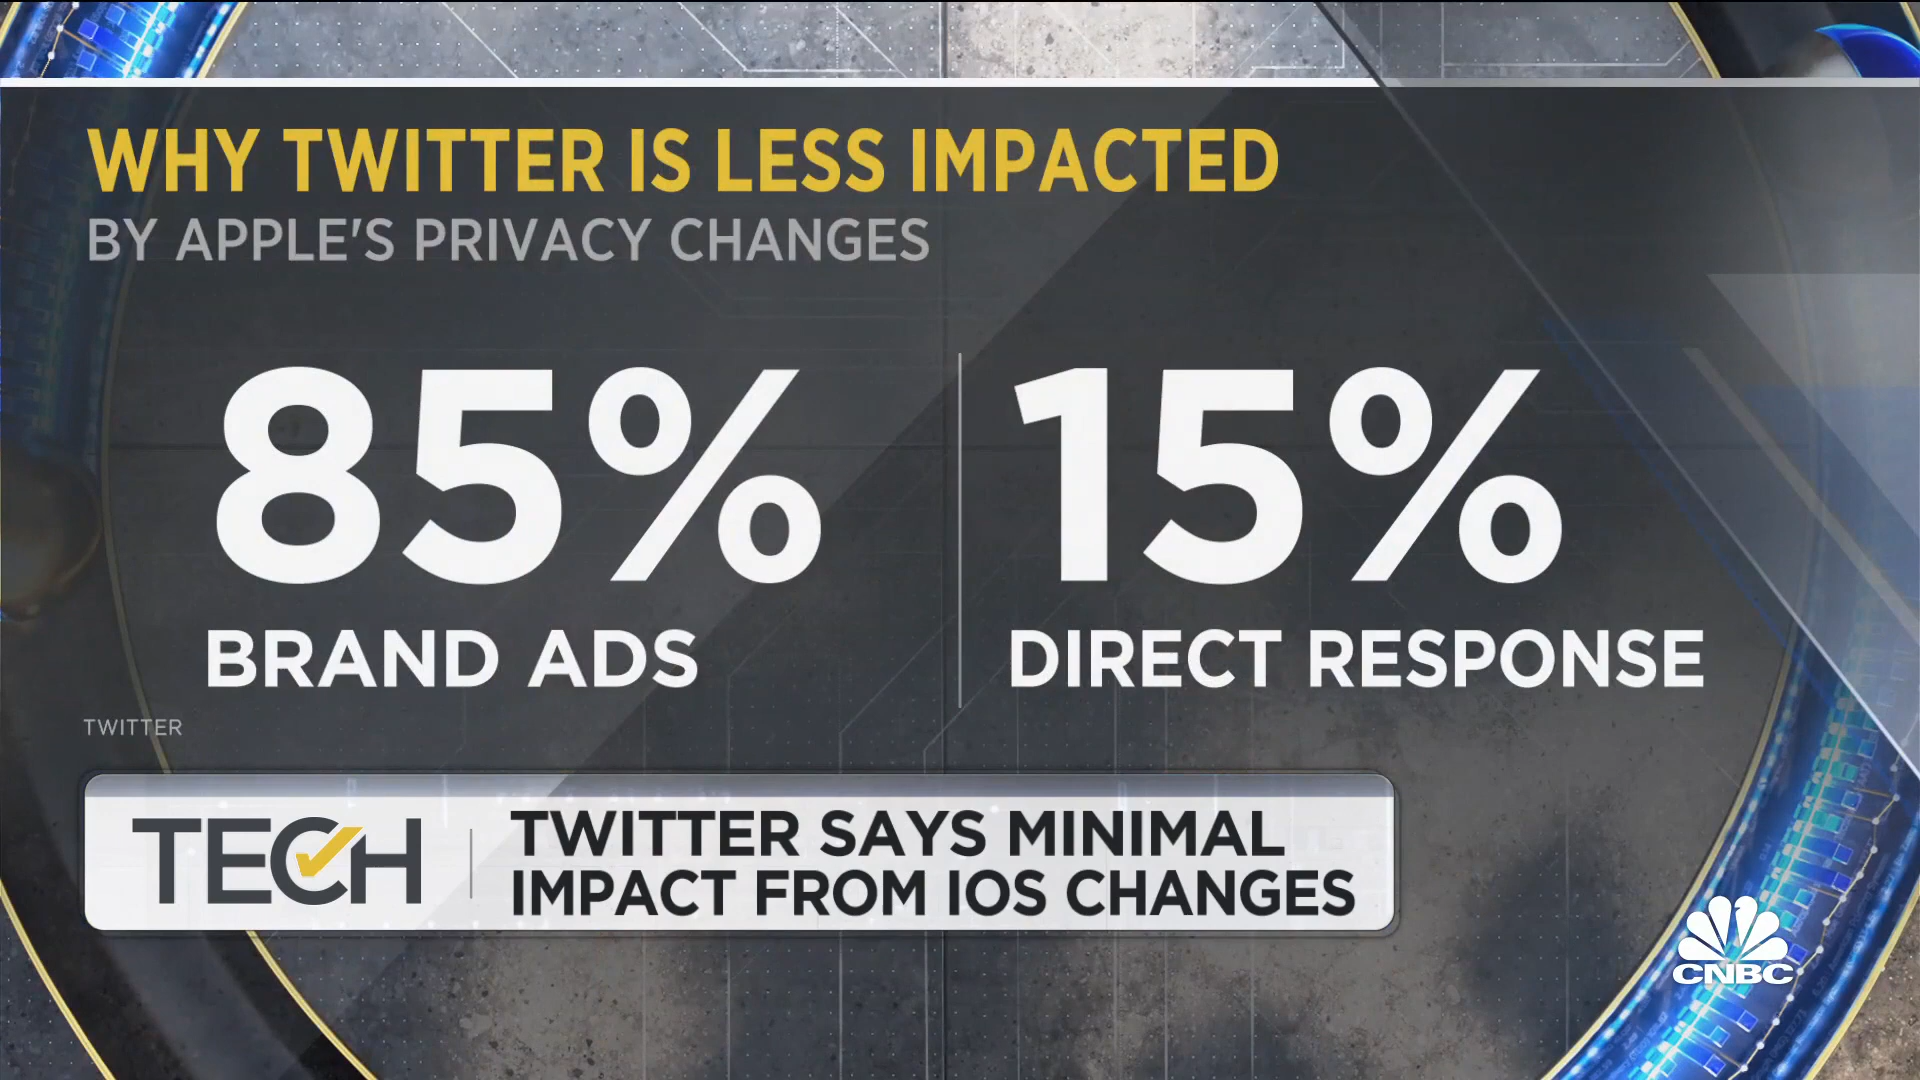 WHY TWITTER IS LESS IMPACTED
BY APPLE'S PRIVACY CHANGES
85%
BRAND ADS
15%
DIRECT RESPONSE
TWITTER
TECH
TWITTER SAYS MINIMAL
IMPACT FROM IOS CHANGES
CNBC